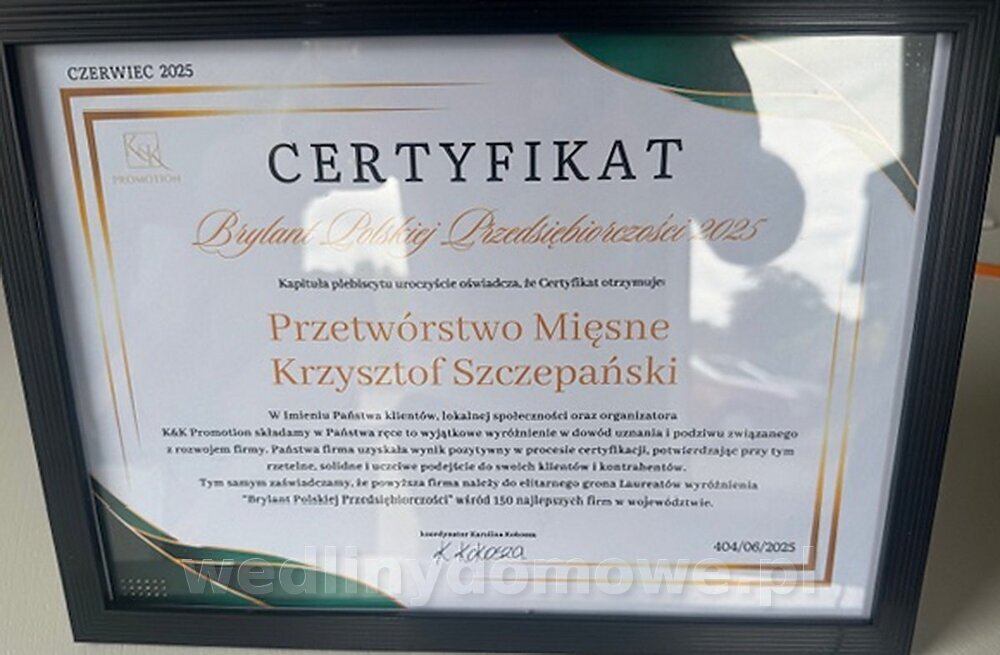 CZERWIEC 2025
K&K
PROMOTION
CERTYFIKAT
Brylant Polskiej Przedsiębiorczości 2025
Kapituła plebiscytu uroczyście oświadcza, że Certyfikat otrzymuje:
Przetwórstwo Mięsne
Krzysztof Szczepański
W imieniu Państwa klientów, lokalnej społeczności oraz organizatora
K&K Promotion składamy w Państwa ręce to wyjątkowe wyróżnienie w dowód uznania i podziwu związanego
z rozwojem firmy. Państwa firma uzyskała wynik pozytywny w procesie certyfikacji, potwierdzając przy tym
rzetelne, solidne i uczciwe podejście do swoich klientów i kontrahentów.
Tym samym zaświadczamy, że powyższa firma należy do elitarnego grona Laureatów wyróżnienia
"Brylant Polskiej Przedsiębiorczości" wśród 150 najlepszych firm w województwie.
koordynator Karolina Kokosza
K Kokosza
404/06/2025
wedlinydomowe.pl